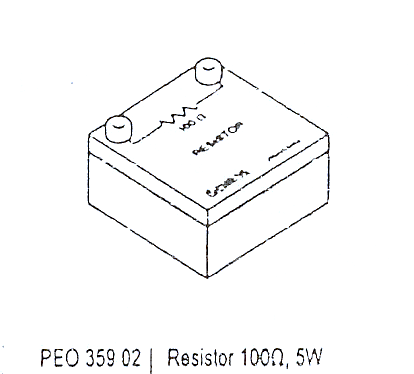 100 Ω
RESISTOR
PEO 359 02 | Resistor 100Ω, 5W